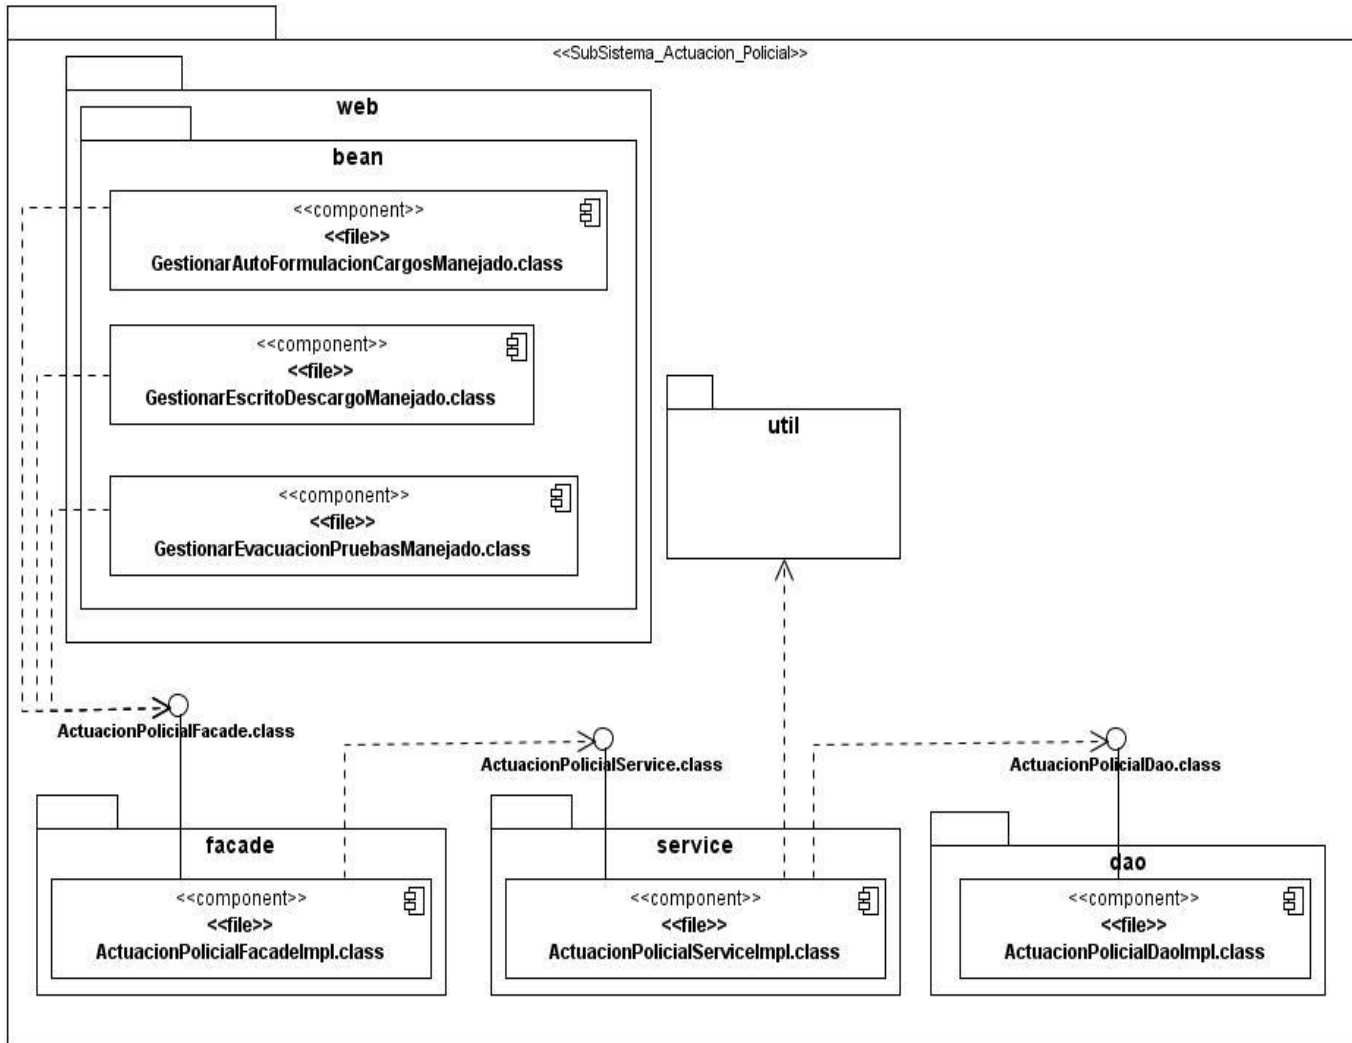 <<SubSistema_Actuacion_Policial>>
web
bean
<<component>>
<<file>>
GestionarAutoFormulacionCargosManejado.class
<<component>>
<<file>>
GestionarEscritoDescargoManejado.class
<<component>>
<<file>>
GestionarEvacuacionPruebasManejado.class
util
ActuacionPolicialFacade.class
ActuacionPolicialService.class
ActuacionPolicialDao.class
facade
<<component>>
<<file>>
ActuacionPolicialFacadeImpl.class
service
<<component>>
<<file>>
ActuacionPolicialServiceImpl.class
dao
<<component>>
<<file>>
ActuacionPolicialDaoImpl.class